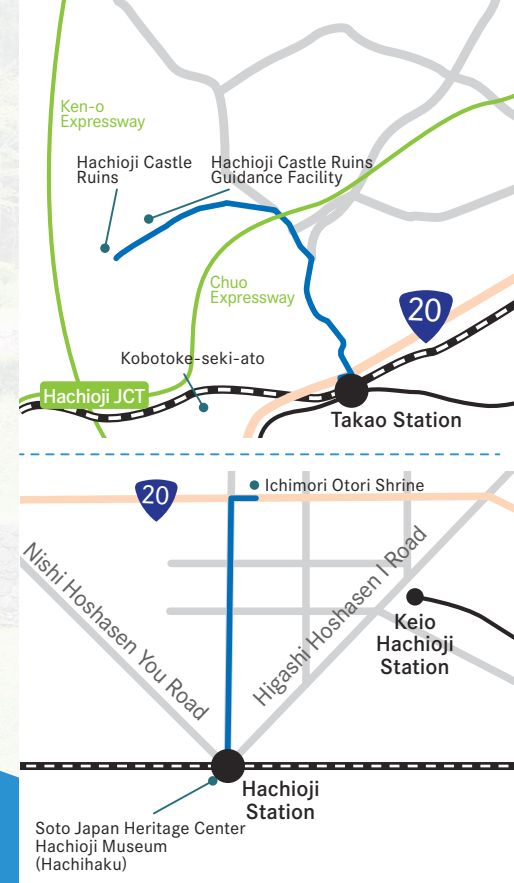 Ken-o
Expressway
Hachioji Castle
Ruins
Hachioji Castle Ruins
Guidance Facility
Chuo
Expressway
20
Kobotoke-seki-ato
Hachioji JCT
Takao Station
20
Ichimori Otori Shrine
Nishi Hoshasen You Road
Higashi Hoshasen I Road
Keio
Hachioji
Station
Hachioji
Station
Soto Japan Heritage Center
Hachioji Museum
(Hachihaku)